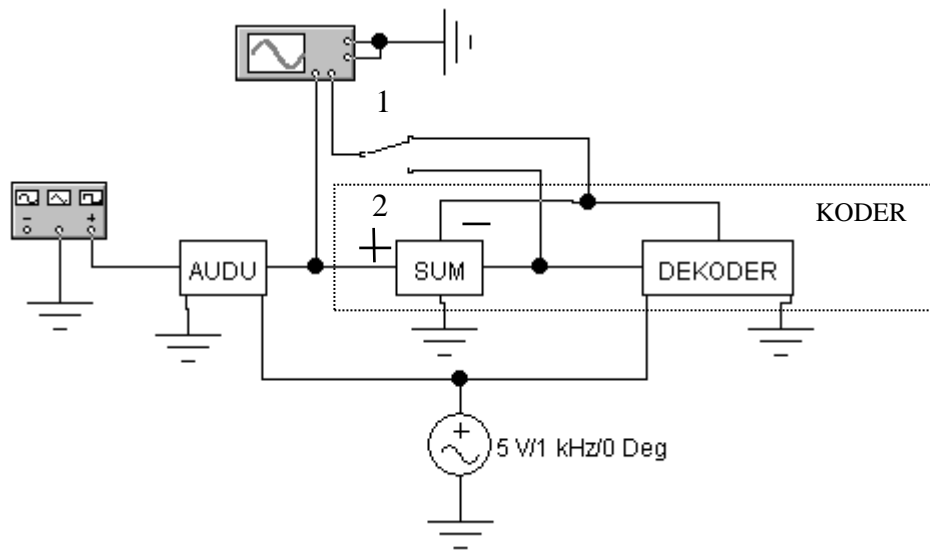 1
2
KODER
+
−
AUDU
SUM
DEKODER
− +
+
5 V/1 kHz/0 Deg